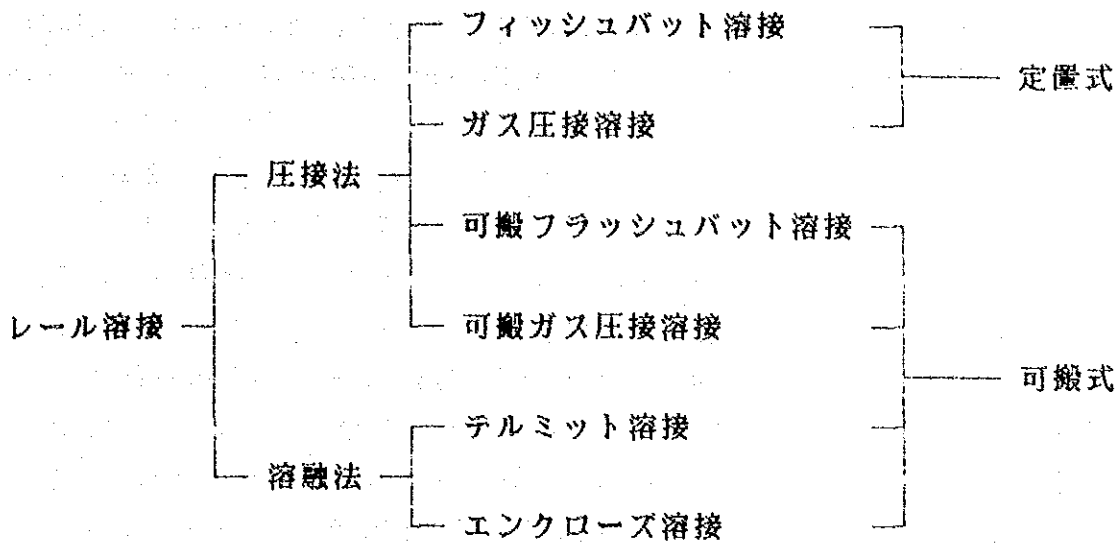 フィッシュバット溶接
定置式
ガス圧接溶接
圧接法
可搬フラッシュバット溶接
レール溶接
可搬ガス圧接溶接
可搬式
テルミット溶接
溶融法
エンクローズ溶接